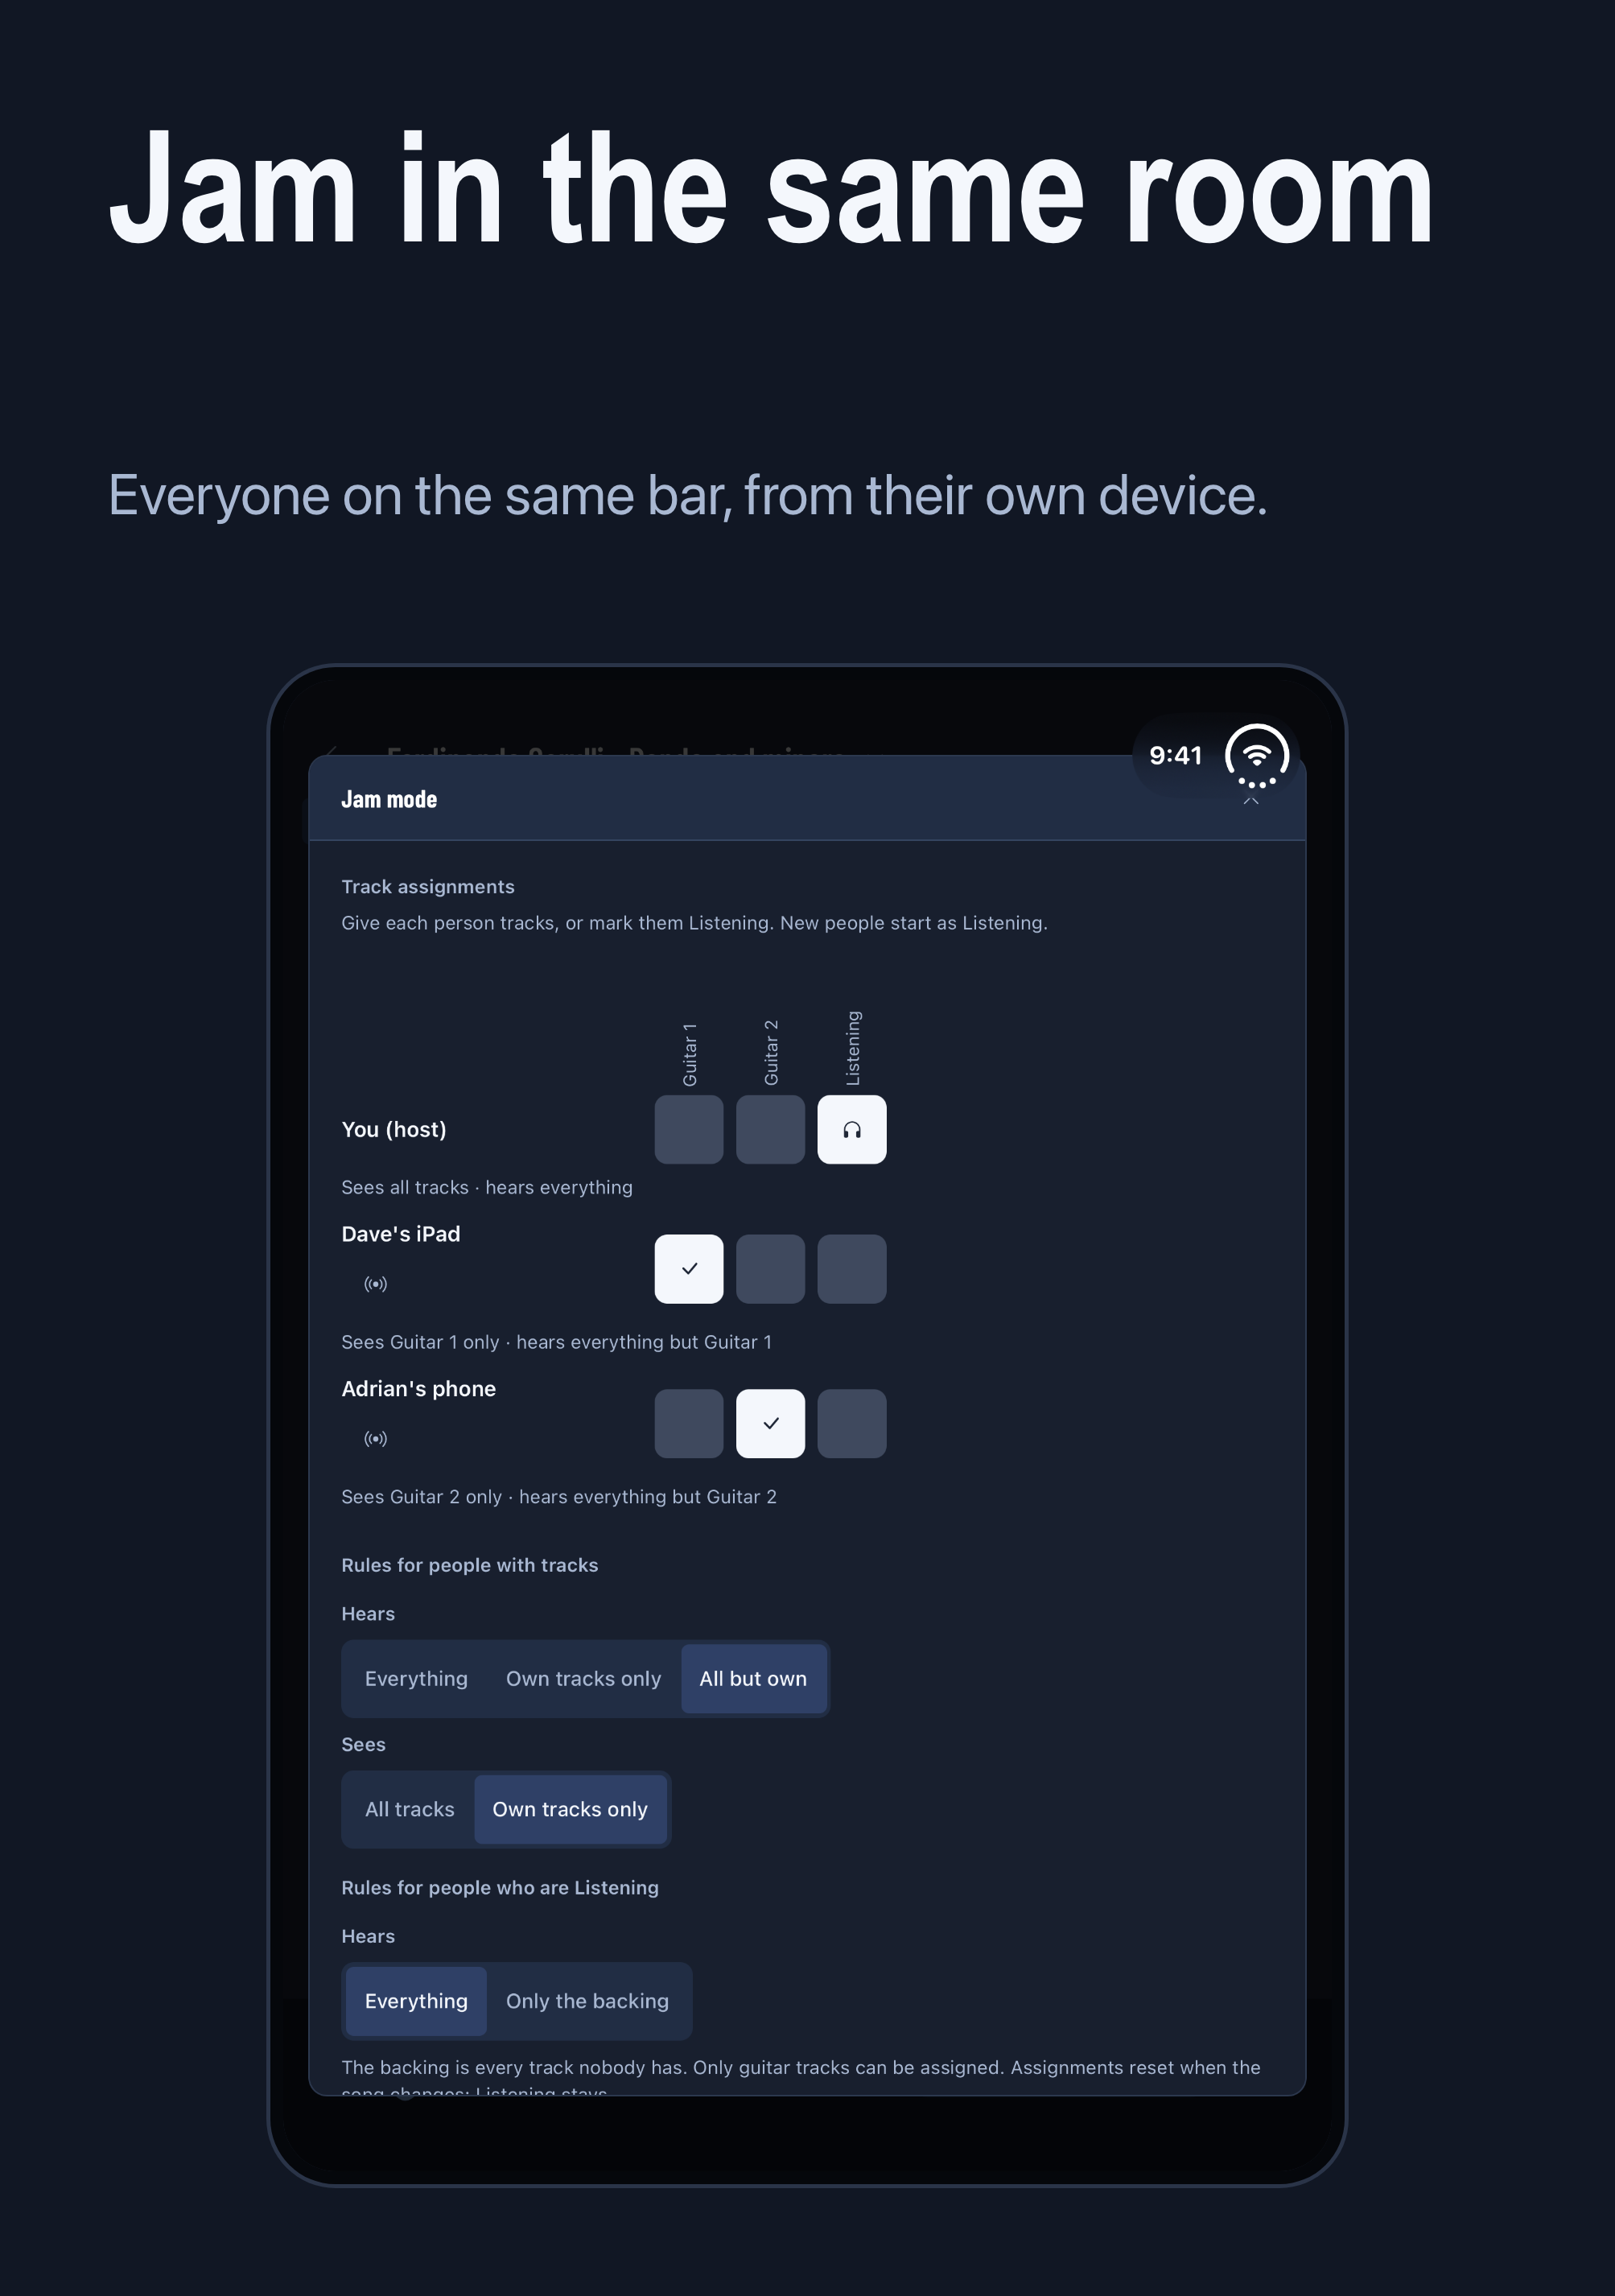 Jam in the same room
Everyone on the same bar, from their own device.
9:41
Jam mode
Track assignments
Give each person tracks, or mark them Listening. New people start as Listening.
Guitar 1
Guitar 2
Listening
You (host)
Sees all tracks · hears everything
Dave's iPad
Sees Guitar 1 only · hears everything but Guitar 1
Adrian's phone
Sees Guitar 2 only · hears everything but Guitar 2
Rules for people with tracks
Hears
Everything Own tracks only All but own
Sees
All tracks Own tracks only
Rules for people who are Listening
Hears
Everything Only the backing
The backing is every track nobody has. Only guitar tracks can be assigned. Assignments reset when the
song changes; Listening stays.